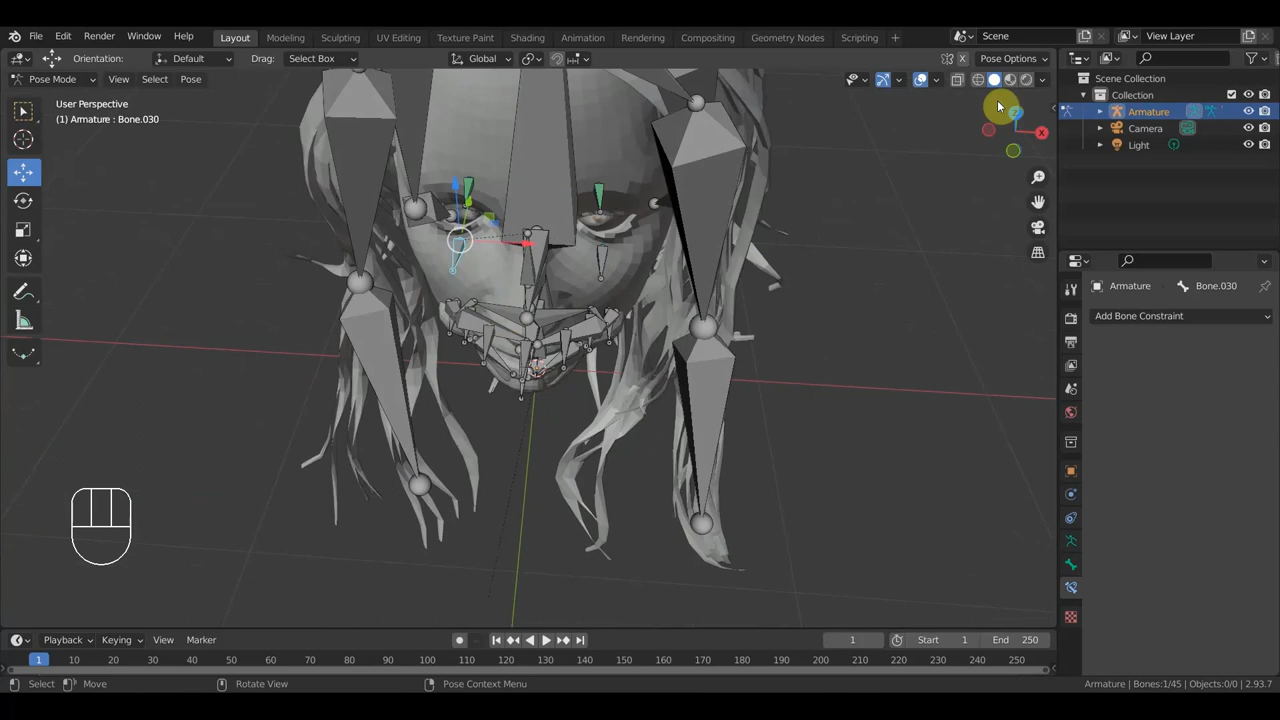 File Edit Render Window Help Layout Modeling Sculpting UV Editing Texture Paint Shading Animation Rendering Compositing Geometry Nodes Scripting + Scene View Layer
Orientation: Default Drag: Select Box Global Pose Options
Pose Mode View Select Pose
Scene Collection
Collection
Armature
Camera
Light
User Perspective
(1) Armature : Bone.030
Z
X
Armature Bone.030
Add Bone Constraint
Playback Keying View Marker 1 Start 1 End 250
1 10 20 30 40 50 60 70 80 90 100 110 120 130 140 150 160 170 180 190 200 210 220 230 240 250
Select Move Rotate View Pose Context Menu Armature | Bones:1/45 | Objects:0/0 | 2.93.7